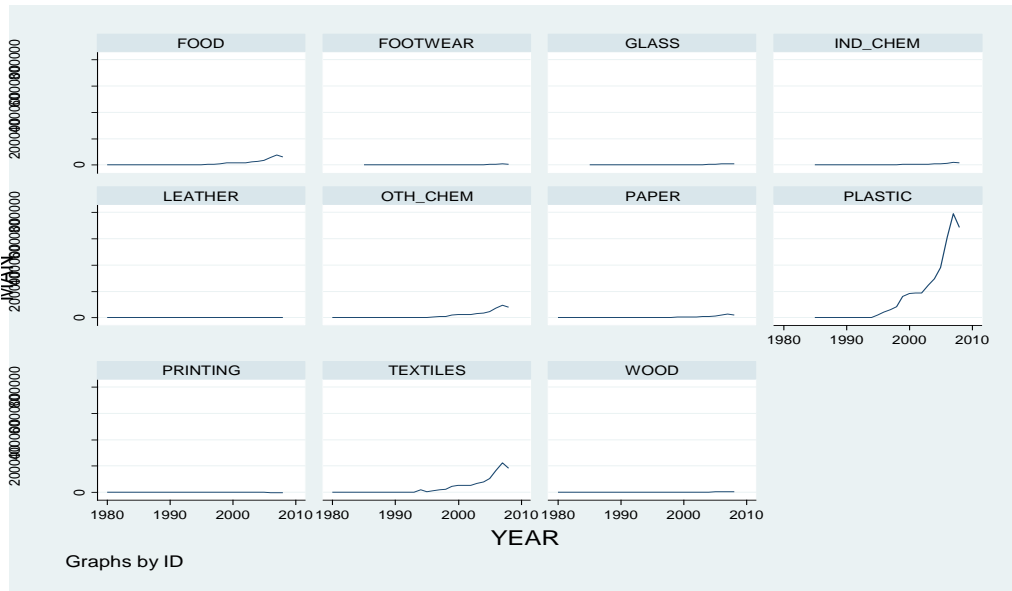 FOOD FOOTWEAR GLASS IND_CHEM
0
LEATHER OTH_CHEM PAPER PLASTIC
0
1980 1990 2000 2010
PRINTING TEXTILES WOOD
0
1980 1990 2000 2010 1980 1990 2000 2010 1980 1990 2000 2010
YEAR
Graphs by ID